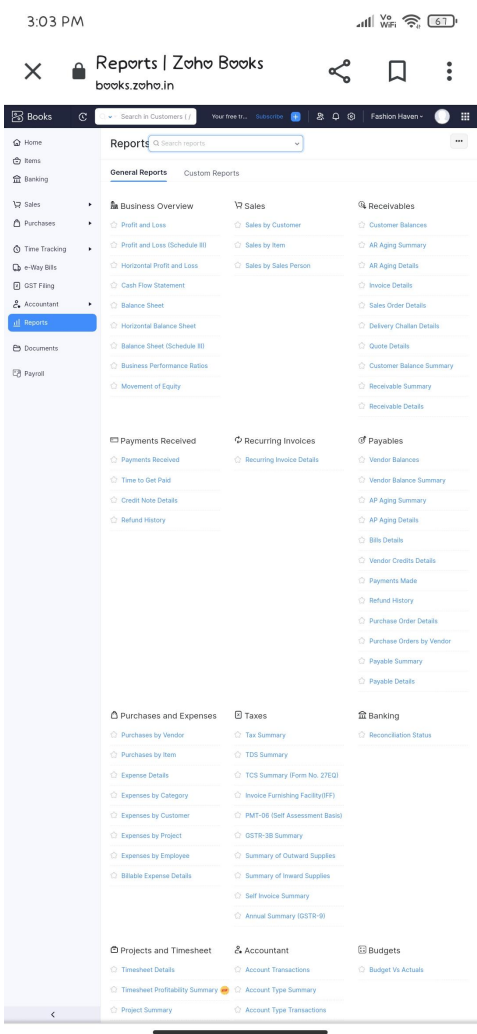 3:03 PM
Vo WiFi
67
Reports | Zoho Books
books.zoho.in
Books
Search in Customers ( /
Your free tr...
Subscribe
Fashion Haven
Home
Items
Banking
Sales
Purchases
Time Tracking
e-Way Bills
GST Filing
Accountant
Reports
Documents
Payroll
Reports
Search reports
General Reports
Custom Reports
Business Overview
Profit and Loss
Profit and Loss (Schedule III)
Horizontal Profit and Loss
Cash Flow Statement
Balance Sheet
Horizontal Balance Sheet
Balance Sheet (Schedule III)
Business Performance Ratios
Movement of Equity
Sales
Sales by Customer
Sales by Item
Sales by Sales Person
Receivables
Customer Balances
AR Aging Summary
AR Aging Details
Invoice Details
Sales Order Details
Delivery Challan Details
Quote Details
Customer Balance Summary
Receivable Summary
Receivable Details
Payments Received
Payments Received
Time to Get Paid
Credit Note Details
Refund History
Recurring Invoices
Recurring Invoice Details
Payables
Vendor Balances
Vendor Balance Summary
AP Aging Summary
AP Aging Details
Bills Details
Vendor Credits Details
Payments Made
Refund History
Purchase Order Details
Purchase Orders by Vendor
Payable Summary
Payable Details
Purchases and Expenses
Purchases by Vendor
Purchases by Item
Expense Details
Expenses by Category
Expenses by Customer
Expenses by Project
Expenses by Employee
Billable Expense Details
Taxes
Tax Summary
TDS Summary
TCS Summary (Form No. 27EQ)
Invoice Furnishing Facility(IFF)
PMT-06 (Self Assessment Basis)
GSTR-3B Summary
Summary of Outward Supplies
Summary of Inward Supplies
Self Invoice Summary
Annual Summary (GSTR-9)
Banking
Reconciliation Status
Projects and Timesheet
Timesheet Details
Timesheet Profitability Summary
Project Summary
Accountant
Account Transactions
Account Type Summary
Account Type Transactions
Budgets
Budget Vs Actuals